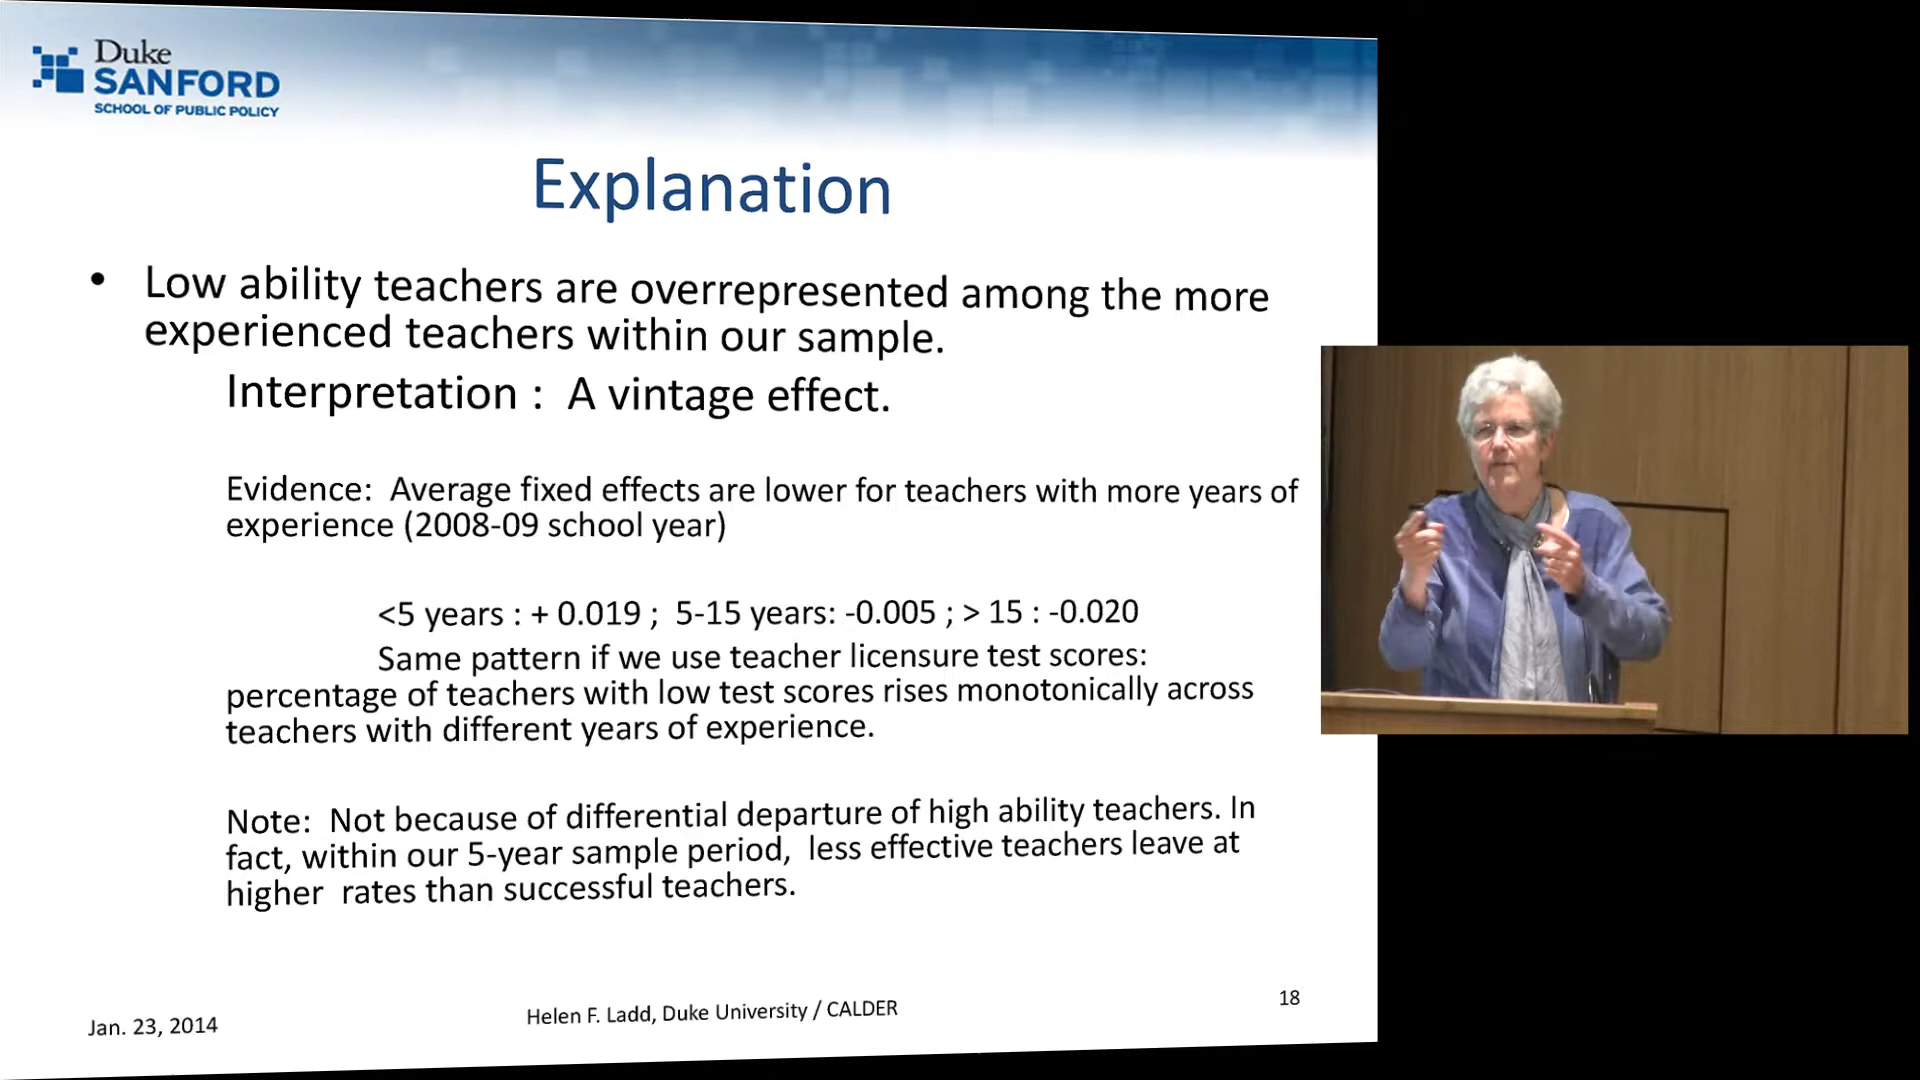 Duke
SANFORD
SCHOOL OF PUBLIC POLICY
Explanation
• Low ability teachers are overrepresented among the more
experienced teachers within our sample.
Interpretation : A vintage effect.
Evidence: Average fixed effects are lower for teachers with more years of
experience (2008-09 school year)
<5 years : + 0.019 ; 5-15 years: -0.005 ; > 15 : -0.020
Same pattern if we use teacher licensure test scores:
percentage of teachers with low test scores rises monotonically across
teachers with different years of experience.
Note: Not because of differential departure of high ability teachers. In
fact, within our 5-year sample period, less effective teachers leave at
higher rates than successful teachers.
Jan. 23, 2014
Helen F. Ladd, Duke University / CALDER
18